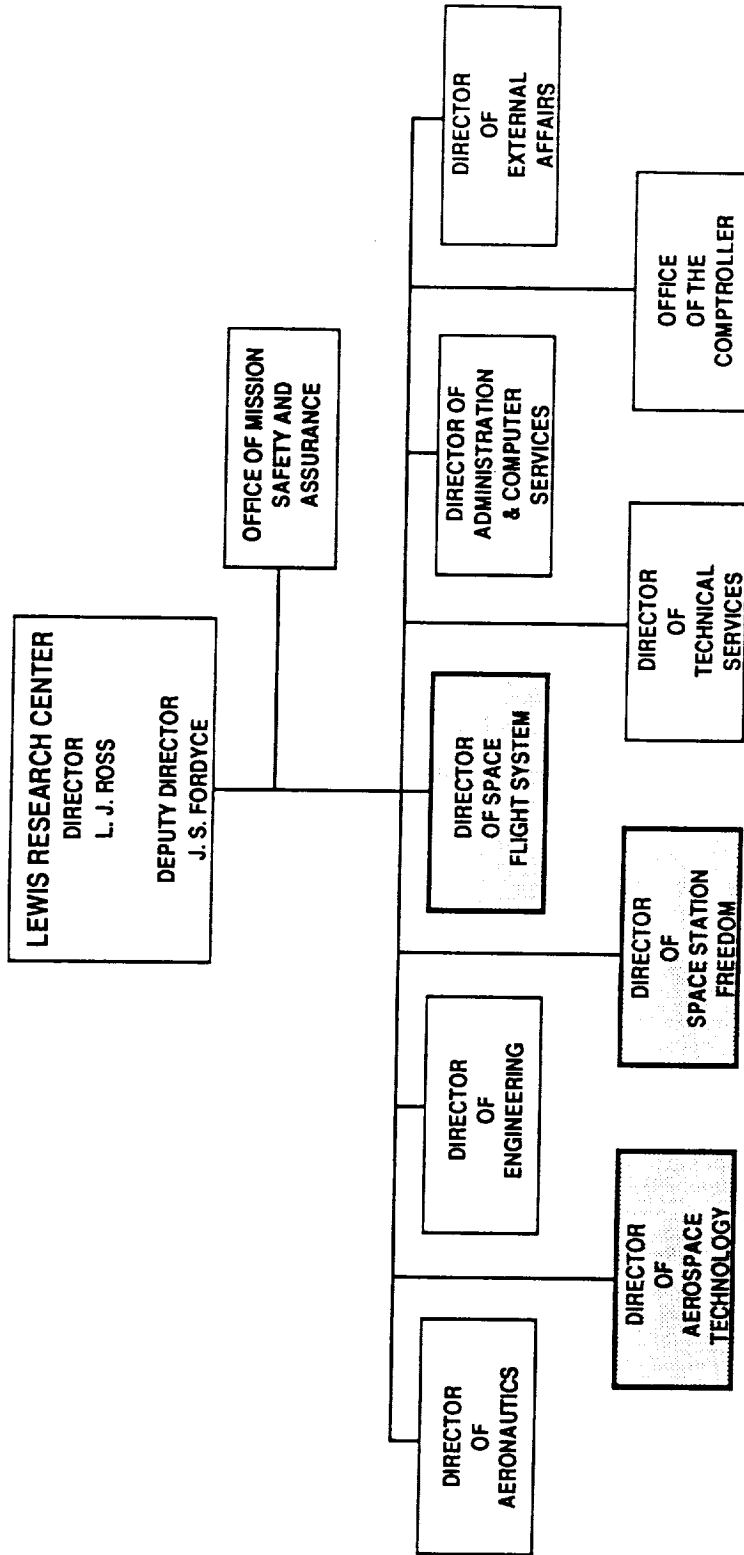 LEWIS RESEARCH CENTER
DIRECTOR
L. J. ROSS
DEPUTY DIRECTOR
J. S. FORDYCE
OFFICE OF MISSION
SAFETY AND
ASSURANCE
DIRECTOR
OF
AERONAUTICS
DIRECTOR
OF
ENGINEERING
DIRECTOR
OF SPACE
FLIGHT SYSTEM
DIRECTOR OF
ADMINISTRATION
& COMPUTER
SERVICES
DIRECTOR
OF
EXTERNAL
AFFAIRS
DIRECTOR
OF
AEROSPACE
TECHNOLOGY
DIRECTOR
OF
SPACE STATION
FREEDOM
DIRECTOR
OF
TECHNICAL
SERVICES
OFFICE
OF THE
COMPTROLLER